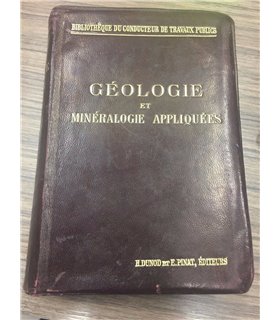 BIBLIOTHÈQUE DU CONDUCTEUR DE TRAVAUX PUBLICS
GÉOLOGIE
ET
MINÉRALOGIE APPLIQUÉES
H. DUNOD ET E. PINAT, ÉDITEURS